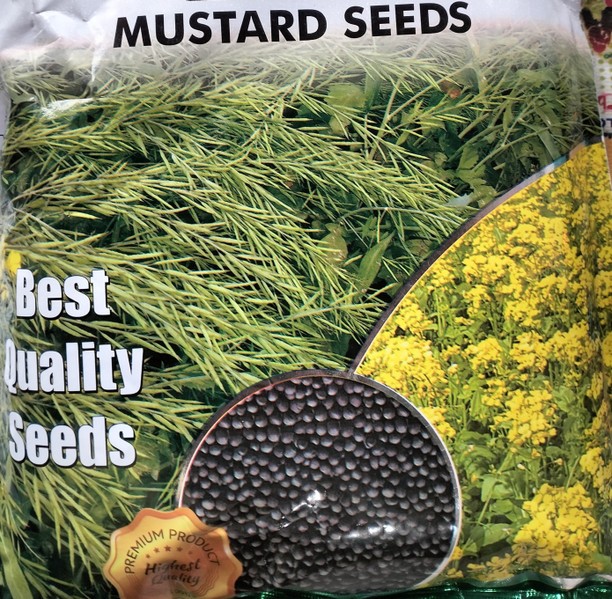 MUSTARD SEEDS
Best
Quality
Seeds
PREMIUM PRODUCT
Highest
Quality